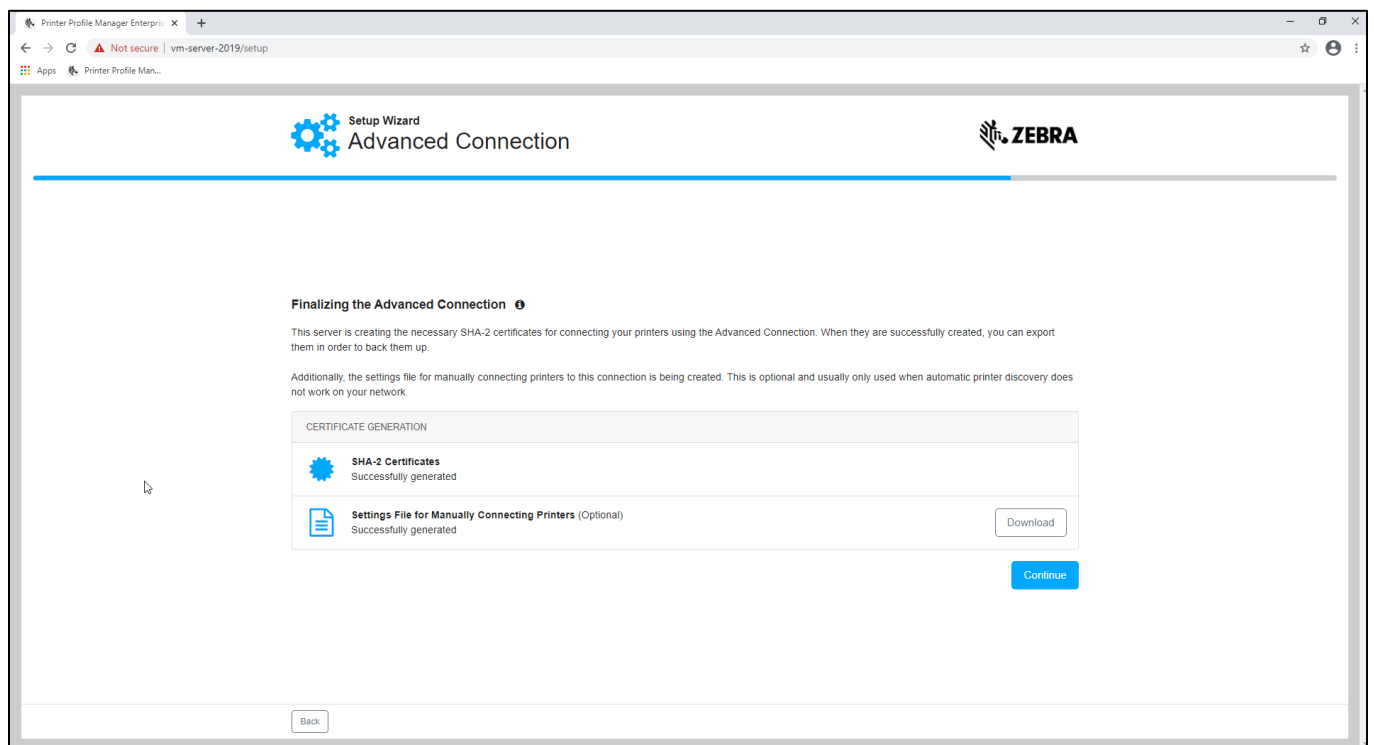 Printer Profile Manager Enterpris
Not secure | vm-server-2019/setup
Apps Printer Profile Man...
Setup Wizard
Advanced Connection
ZEBRA
Finalizing the Advanced Connection
This server is creating the necessary SHA-2 certificates for connecting your printers using the Advanced Connection. When they are successfully created, you can export
them in order to back them up.
Additionally, the settings file for manually connecting printers to this connection is being created. This is optional and usually only used when automatic printer discovery does
not work on your network.
CERTIFICATE GENERATION
SHA-2 Certificates
Successfully generated
Settings File for Manually Connecting Printers (Optional)
Successfully generated
Download
Continue
Back